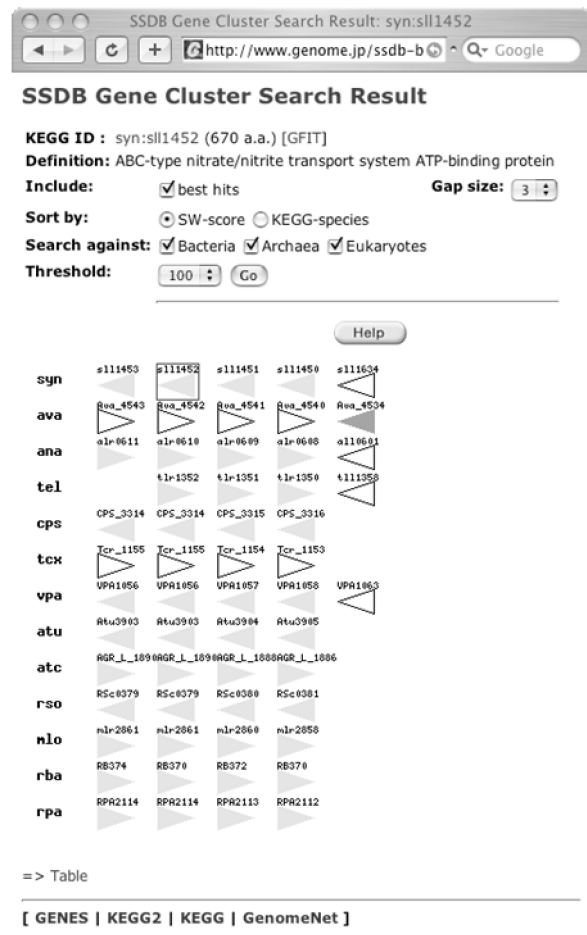 SSDB Gene Cluster Search Result: syn:sll1452
http://www.genome.jp/ssdb-b Google
SSDB Gene Cluster Search Result
KEGG ID : syn:sll1452 (670 a.a.) [GFIT]
Definition: ABC-type nitrate/nitrite transport system ATP-binding protein
Include: best hits Gap size: 3
Sort by: SW-score KEGG-species
Search against: Bacteria Archaea Eukaryotes
Threshold: 100 Go
Help
syn sll1453 sll1452 sll1451 sll1450 sll1634
ava Ava_4543 Ava_4542 Ava_4541 Ava_4540 Ava_4534
ana alr0611 alr0610 alr0609 alr0608 all0601
tel tlr1352 tlr1351 tlr1350 tll1358
cps CPS_3314 CPS_3314 CPS_3315 CPS_3316
tcx Tcr_1155 Tcr_1155 Tcr_1154 Tcr_1153
vpa VPA1056 VPA1056 VPA1057 VPA1058 VPA1063
atu Atu3903 Atu3903 Atu3904 Atu3905
atc AGR_L_1890 AGR_L_1890 AGR_L_1888 AGR_L_1886
rso RSc0379 RSc0379 RSc0380 RSc0381
mlo mlr2861 mlr2861 mlr2860 mlr2858
rba RB374 RB370 RB372 RB370
rpa RPA2114 RPA2114 RPA2113 RPA2112
=> Table
[ GENES | KEGG2 | KEGG | GenomeNet ]